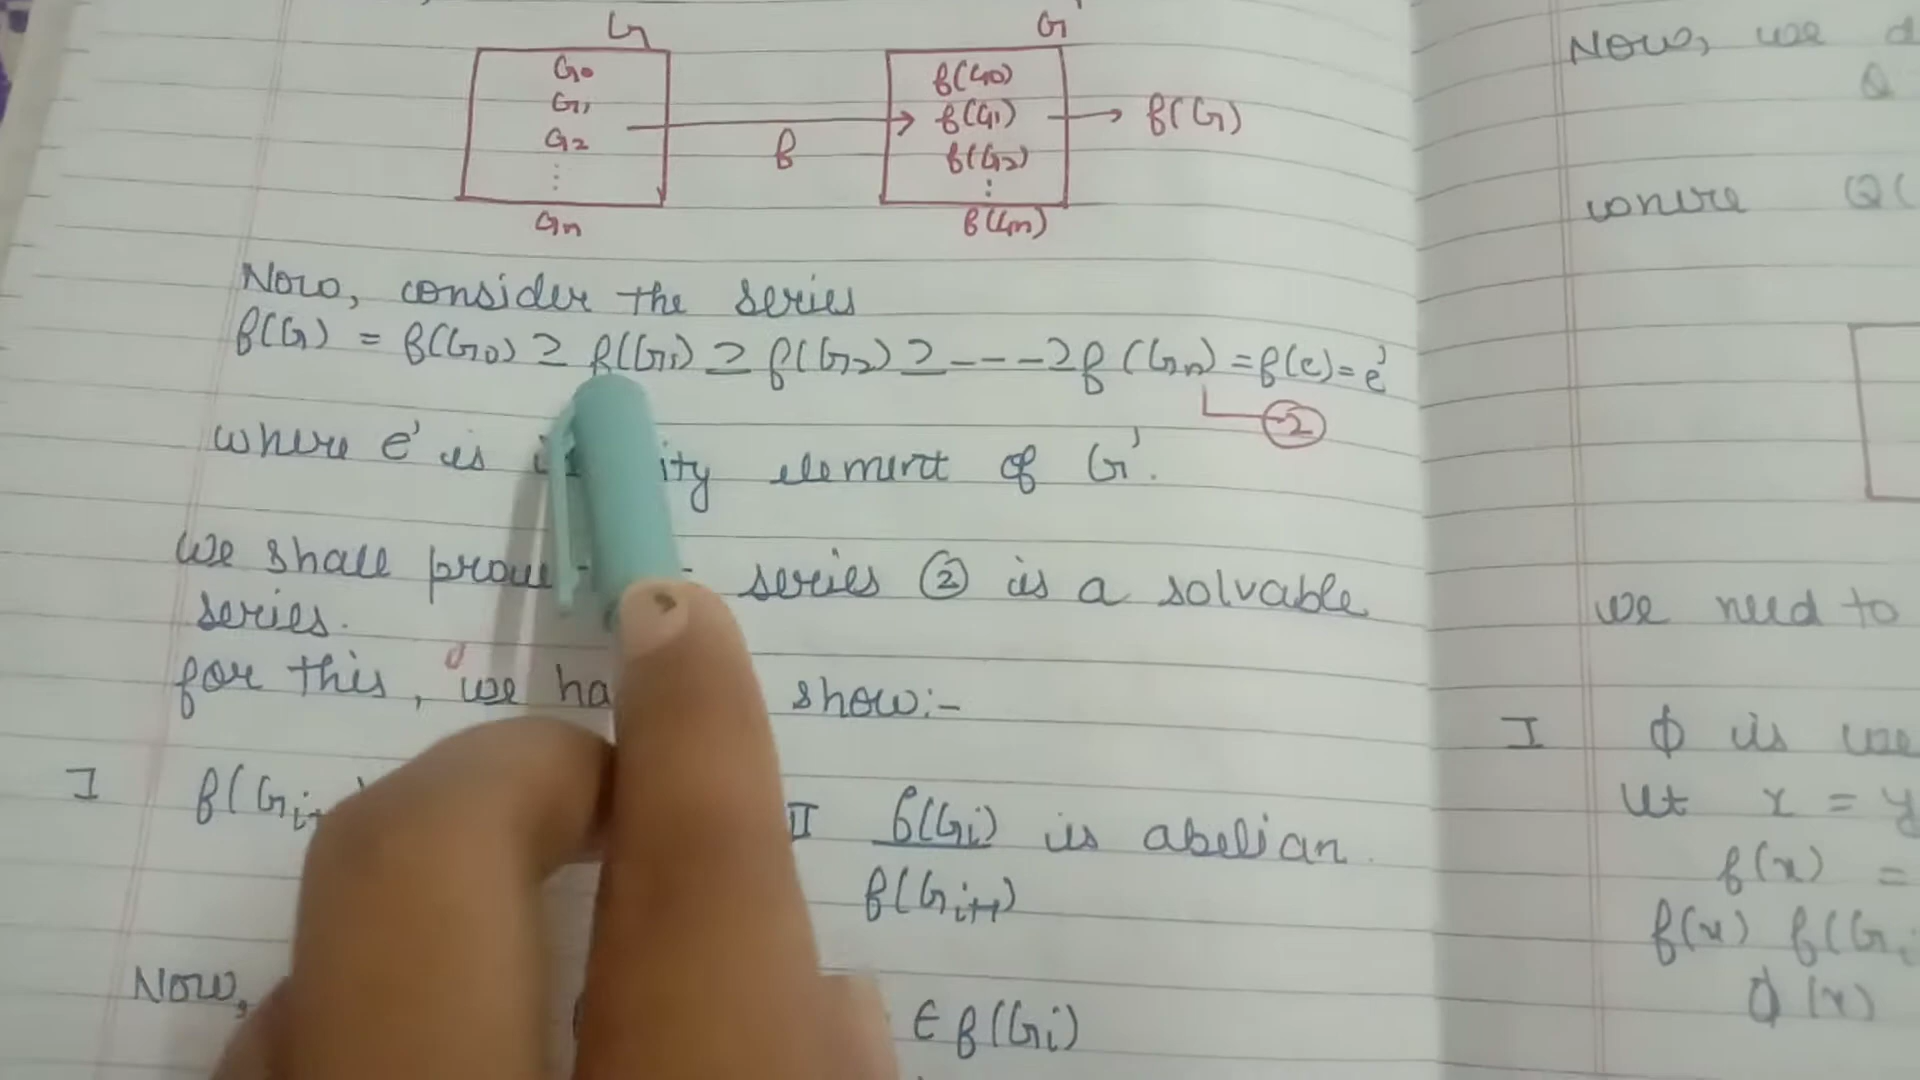 G G'
G0 f(G0)
G1 f(G1) f(G)
G2 f f(G2)
⋮ ⋮
Gn f(Gn)
Now, consider the series
f(G) = f(G0) ≥ f(G1) ≥ f(G2) ≥ - - - ≥ f(Gn) = f(e) = e'
②
where e' is ity element of G'.
We shall prove series ② is a solvable
series.
for this, we ha show:-
I f(Gi+ II f(Gi) is abelian.
f(Gi+1)
Now, ∈ f(Gi)
Now, we
where
we need to
I ϕ is
let x = y
f(x) =
f(x) f(Gi
ϕ(x)